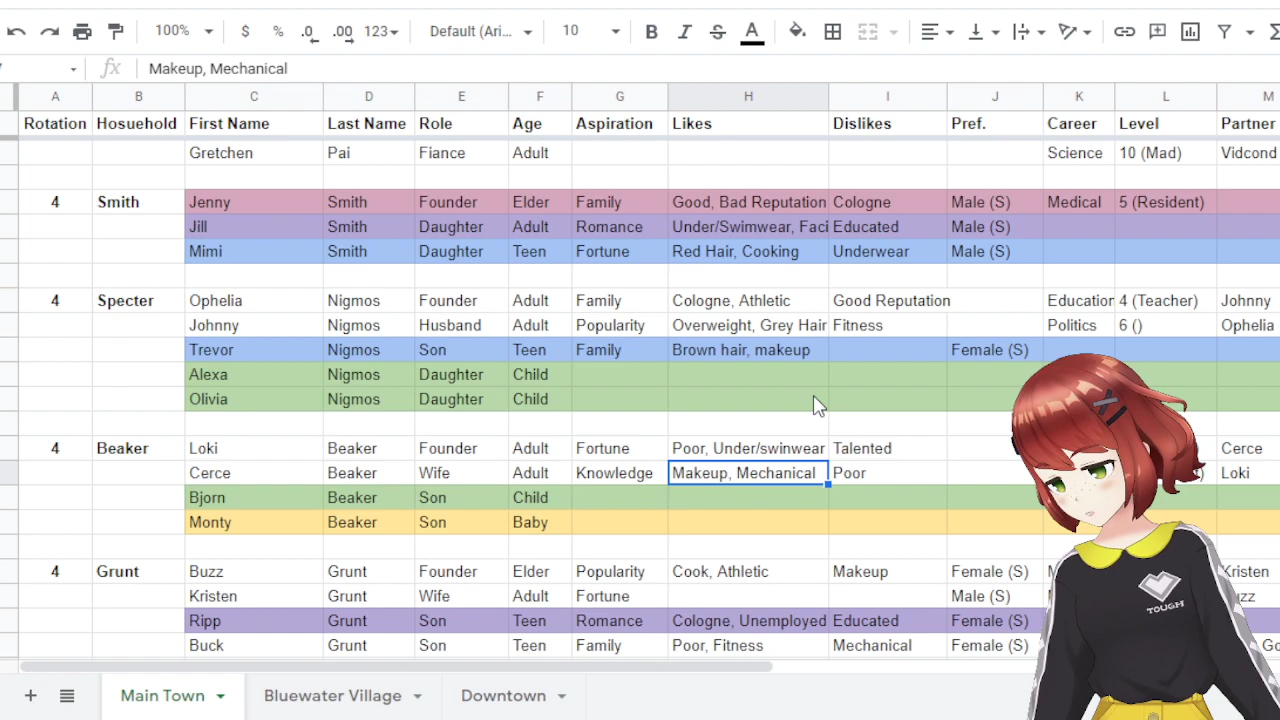 100% $ % .0 .00 123 Default (Ari... 10 B I S A
fx Makeup, Mechanical
A B C D E F G H I J K L M
Rotation Hosuehold First Name Last Name Role Age Aspiration Likes Dislikes Pref. Career Level Partner
Gretchen Pai Fiance Adult Science 10 (Mad) Vidcond
4 Smith Jenny Smith Founder Elder Family Good, Bad Reputation Cologne Male (S) Medical 5 (Resident)
Jill Smith Daughter Adult Romance Under/Swimwear, Faci Educated Male (S)
Mimi Smith Daughter Teen Fortune Red Hair, Cooking Underwear Male (S)
4 Specter Ophelia Nigmos Founder Adult Family Cologne, Athletic Good Reputation Education 4 (Teacher) Johnny
Johnny Nigmos Husband Adult Popularity Overweight, Grey Hair Fitness Politics 6 () Ophelia
Trevor Nigmos Son Teen Family Brown hair, makeup Female (S)
Alexa Nigmos Daughter Child
Olivia Nigmos Daughter Child
4 Beaker Loki Beaker Founder Adult Fortune Poor, Under/swinwear Talented Cerce
Cerce Beaker Wife Adult Knowledge Makeup, Mechanical Poor Loki
Bjorn Beaker Son Child
Monty Beaker Son Baby
4 Grunt Buzz Grunt Founder Elder Popularity Cook, Athletic Makeup Female (S) Kristen
Kristen Grunt Wife Adult Fortune Male (S)
Ripp Grunt Son Teen Romance Cologne, Unemployed Educated Female (S)
Buck Grunt Son Teen Family Poor, Fitness Mechanical Female (S)
TOUGH
+ Main Town Bluewater Village Downtown